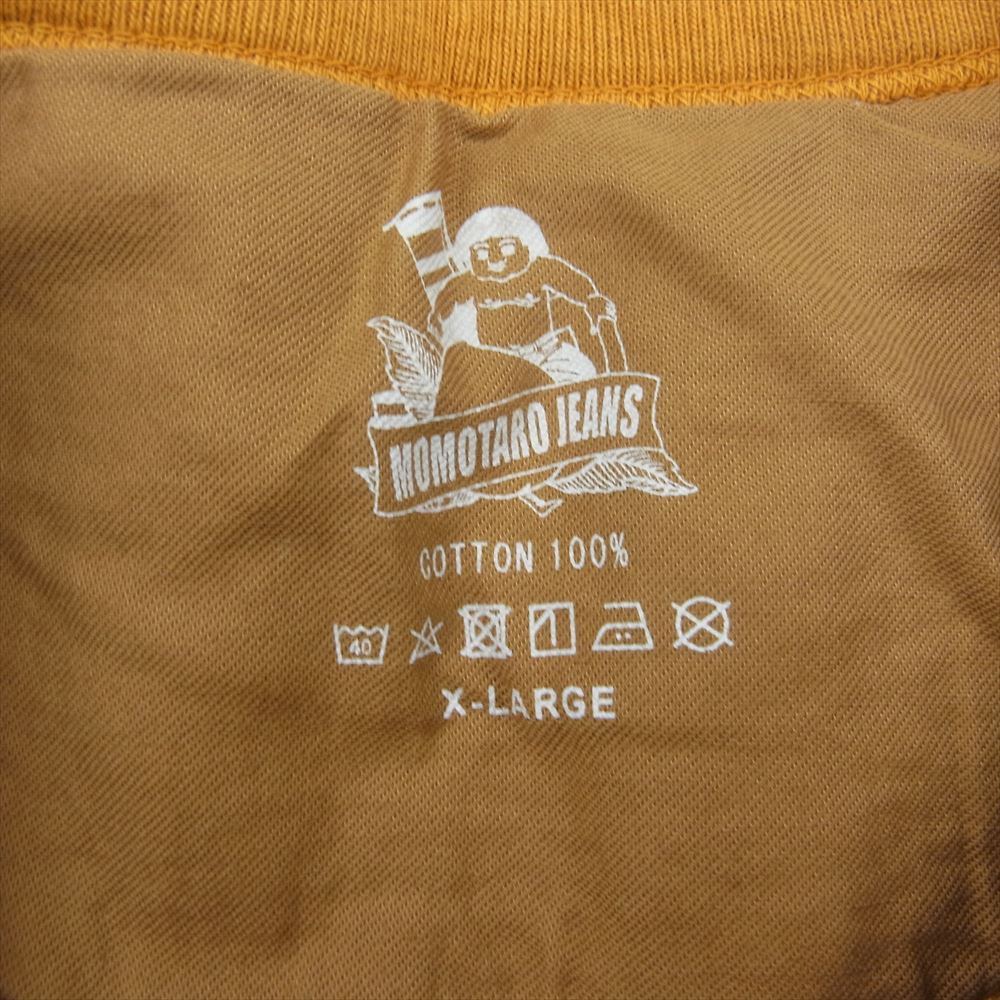 MOMOTARO JEANS
COTTON 100%
40
X-LARGE